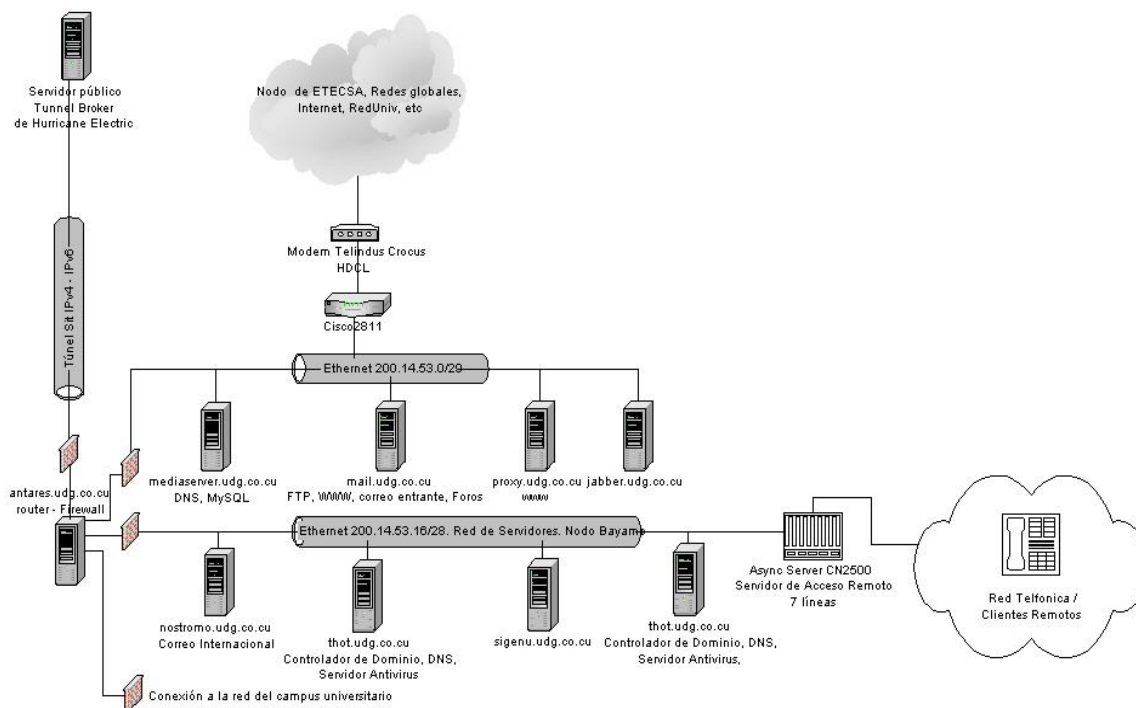 Servidor público
Tunnel Broker
de Hurricane Electric
Nodo de ETECSA, Redes globales,
Internet, RedUniv, etc
Modem Telindus Crocus
HDCL
Cisco2811
Túnel Sit IPv4 - IPv6
Ethernet 200.14.53.0/29
antares.udg.co.cu
router - Firewall
mediaserver.udg.co.cu
DNS, MySQL
mail.udg.co.cu
FTP, WWW, correo entrante, Foros
proxy.udg.co.cu
www
jabber.udg.co.cu
Ethernet 200.14.53.16/28. Red de Servidores. Nodo Bayamo
Async Server CN2500
Servidor de Acceso Remoto
7 líneas
Red Telfonica /
Clientes Remotos
nostromo.udg.co.cu
Correo Internacional
thot.udg.co.cu
Controlador de Dominio, DNS,
Servidor Antivirus
sigenu.udg.co.cu
thot.udg.co.cu
Controlador de Dominio, DNS,
Servidor Antivirus,
Conexión a la red del campus universitario